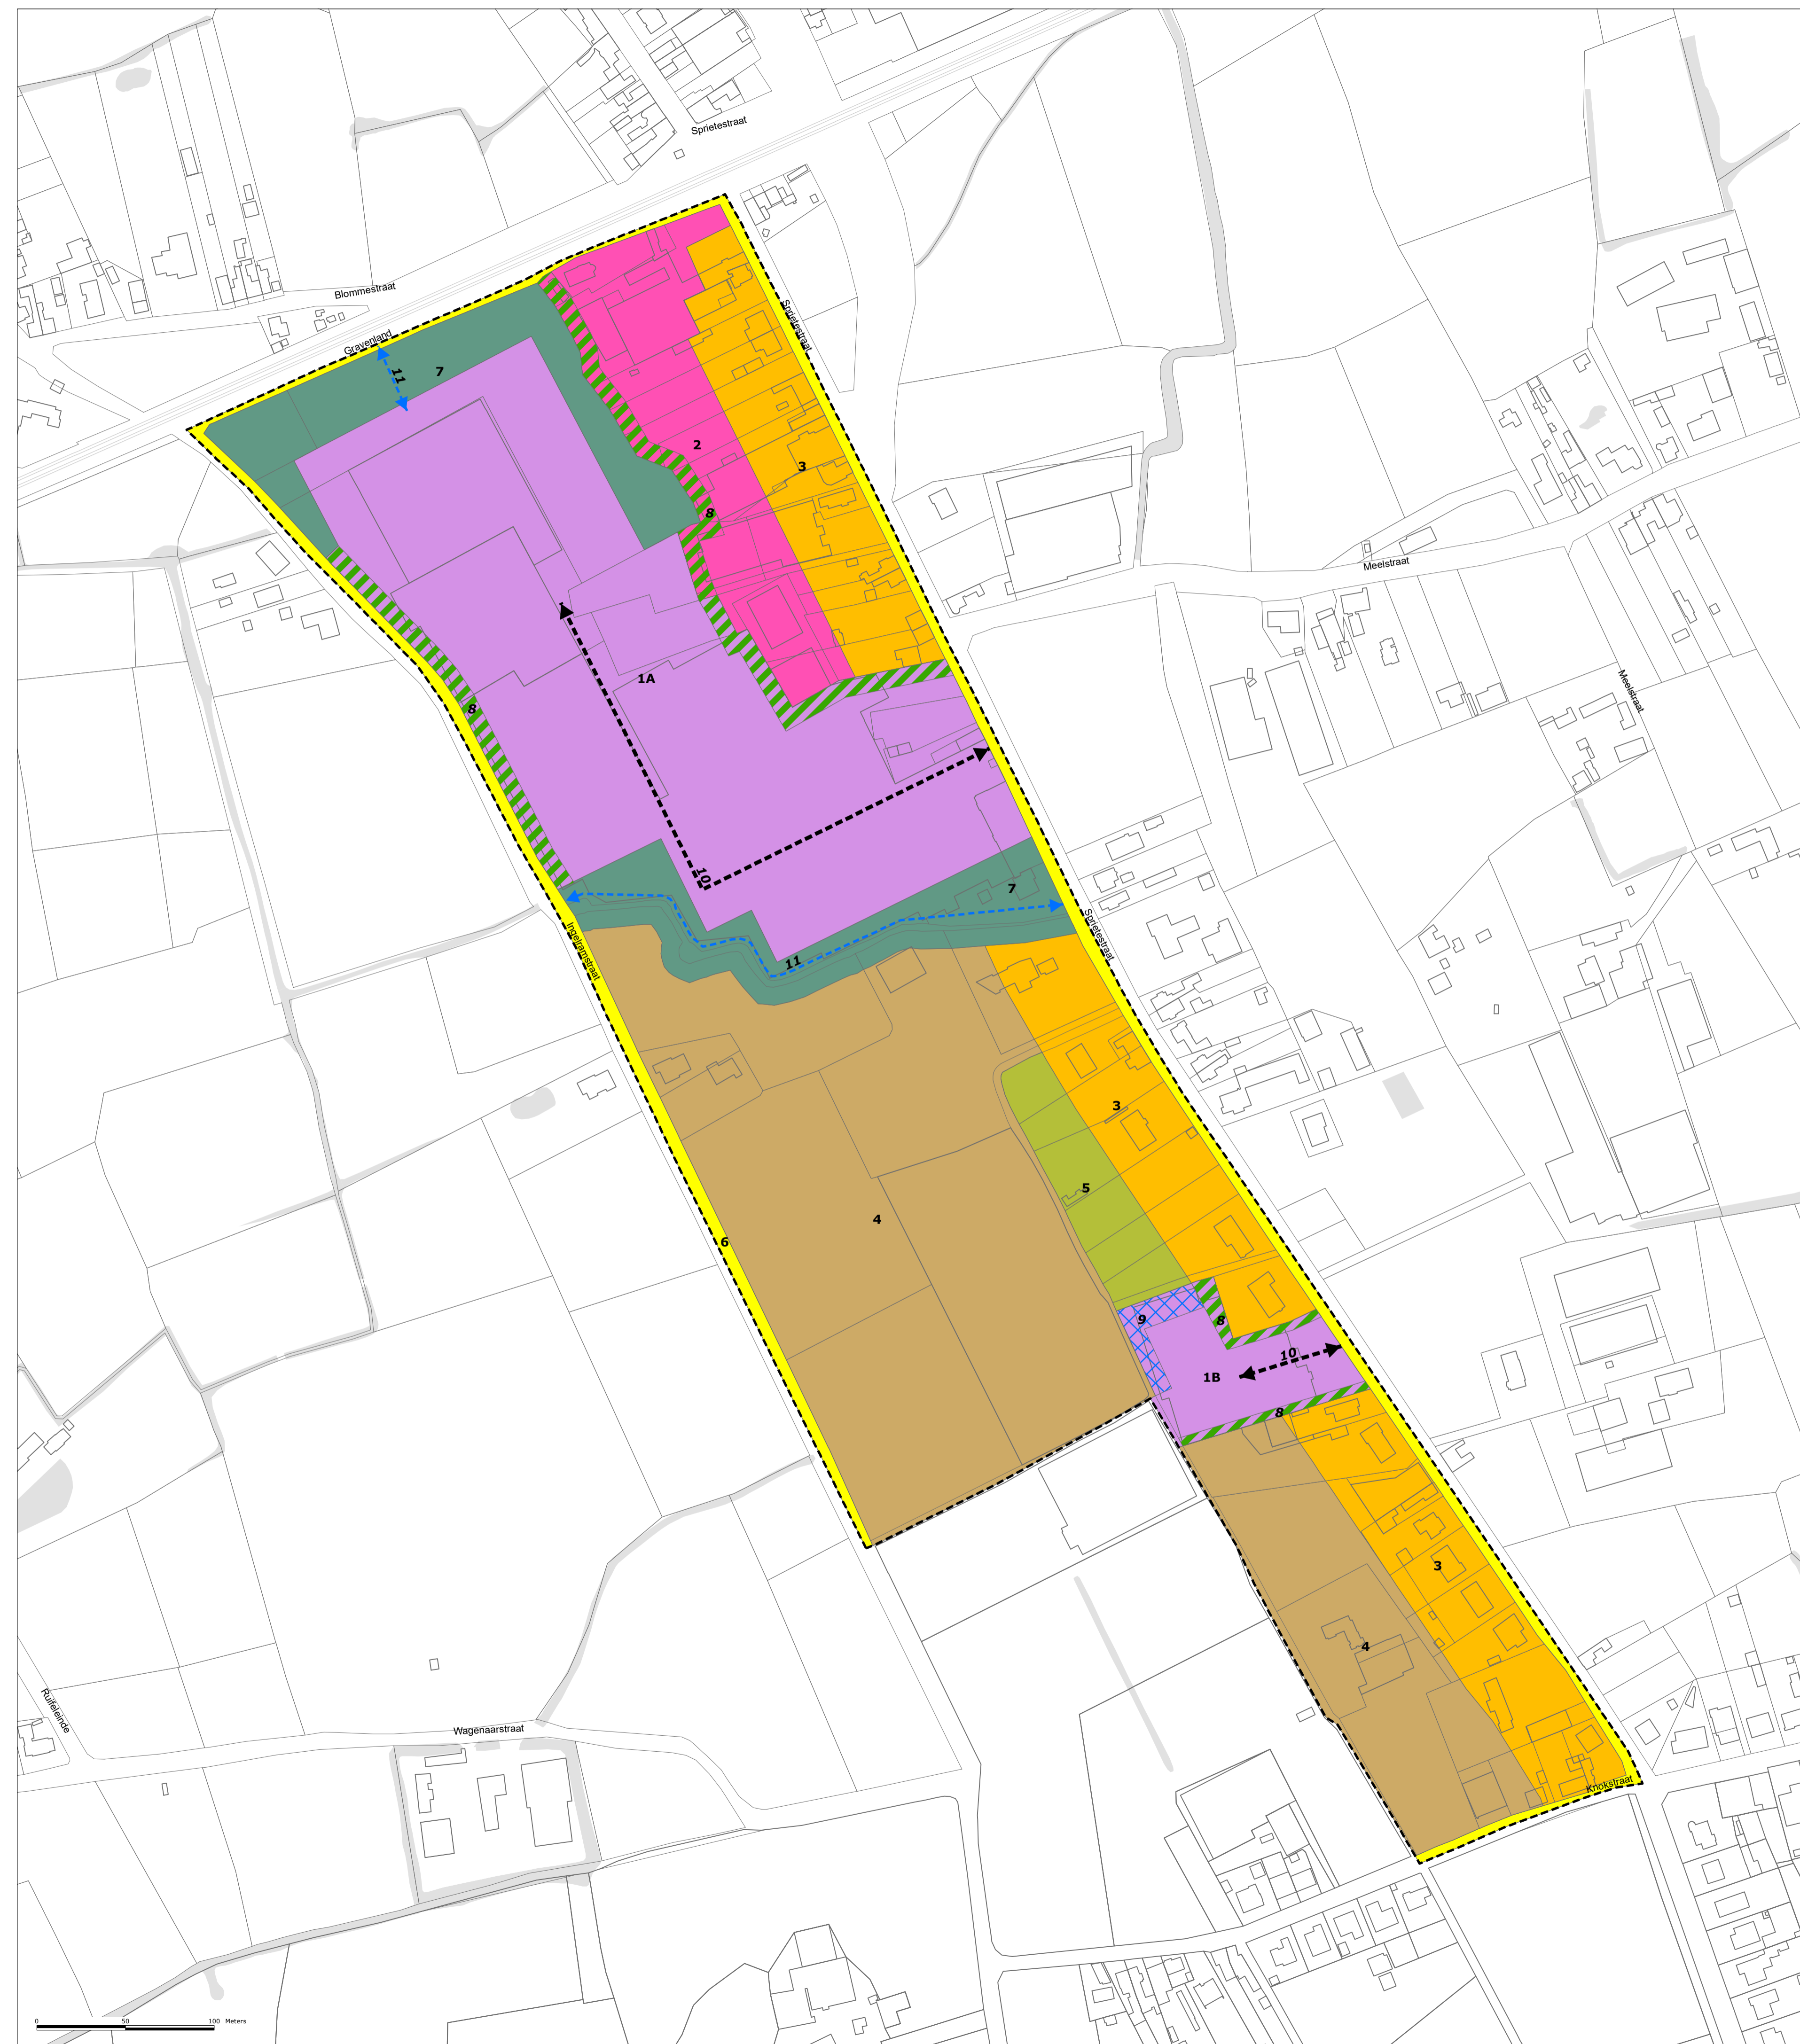 Sprietestraat
Blommestraat
Gravenland
Sprietestraat
11
7
2
3
8
Meelstraat
1A
Meelstraat
8
10
7
Sprietestraat
Ingelramstraat
11
3
5
4
6
9
8
10
1B
8
3
4
Ruifeleinde
Wagenaarstraat
Knokstraat
0 50 100 Meters